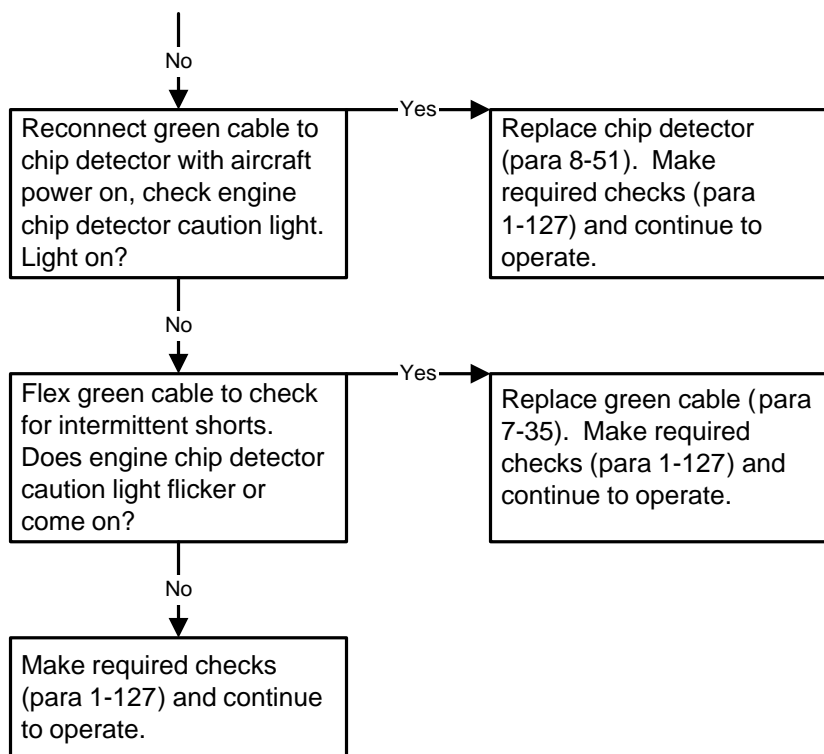 No
Reconnect green cable to
chip detector with aircraft
power on, check engine
chip detector caution light.
Light on?
Yes
Replace chip detector
(para 8-51).  Make
required checks (para
1-127) and continue to
operate.
No
Flex green cable to check
for intermittent shorts.
Does engine chip detector
caution light flicker or
come on?
Yes
Replace green cable (para
7-35).  Make required
checks (para 1-127) and
continue to operate.
No
Make required checks
(para 1-127) and continue
to operate.